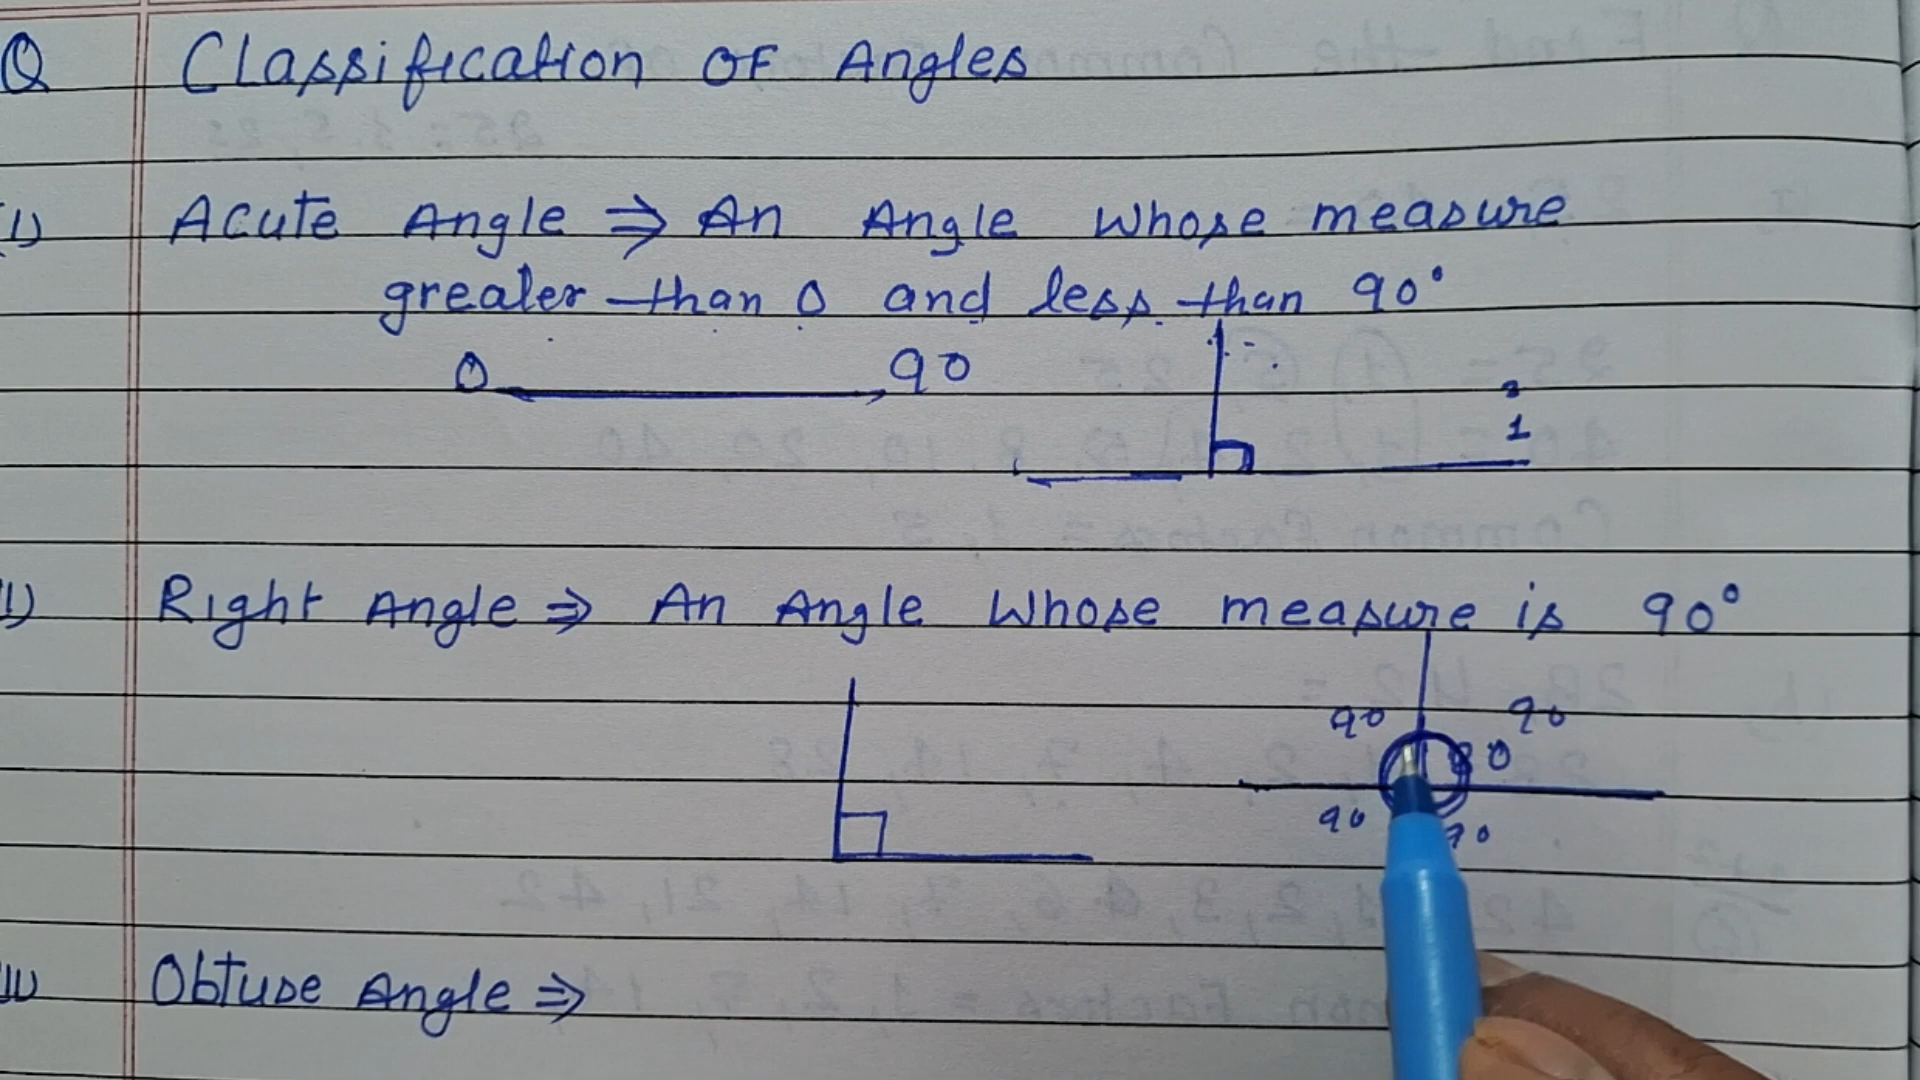 Q Classification OF Angles
I) Acute Angle ⇒ An Angle whose measure
greater than 0 and less than 90°
0 90
1
II) Right Angle ⇒ An Angle whose measure is 90°
90 90
0
90 90
III) Obtuse Angle ⇒